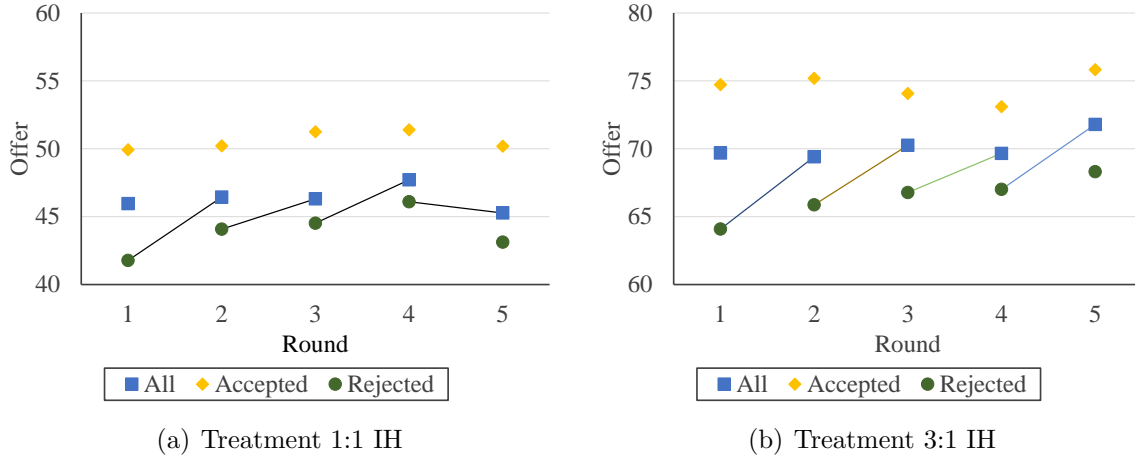 60
55
50
45
40
Offer
1 2 3 4 5
Round
All Accepted Rejected
(a) Treatment 1:1 IH
80
75
70
65
60
Offer
1 2 3 4 5
Round
All Accepted Rejected
(b) Treatment 3:1 IH